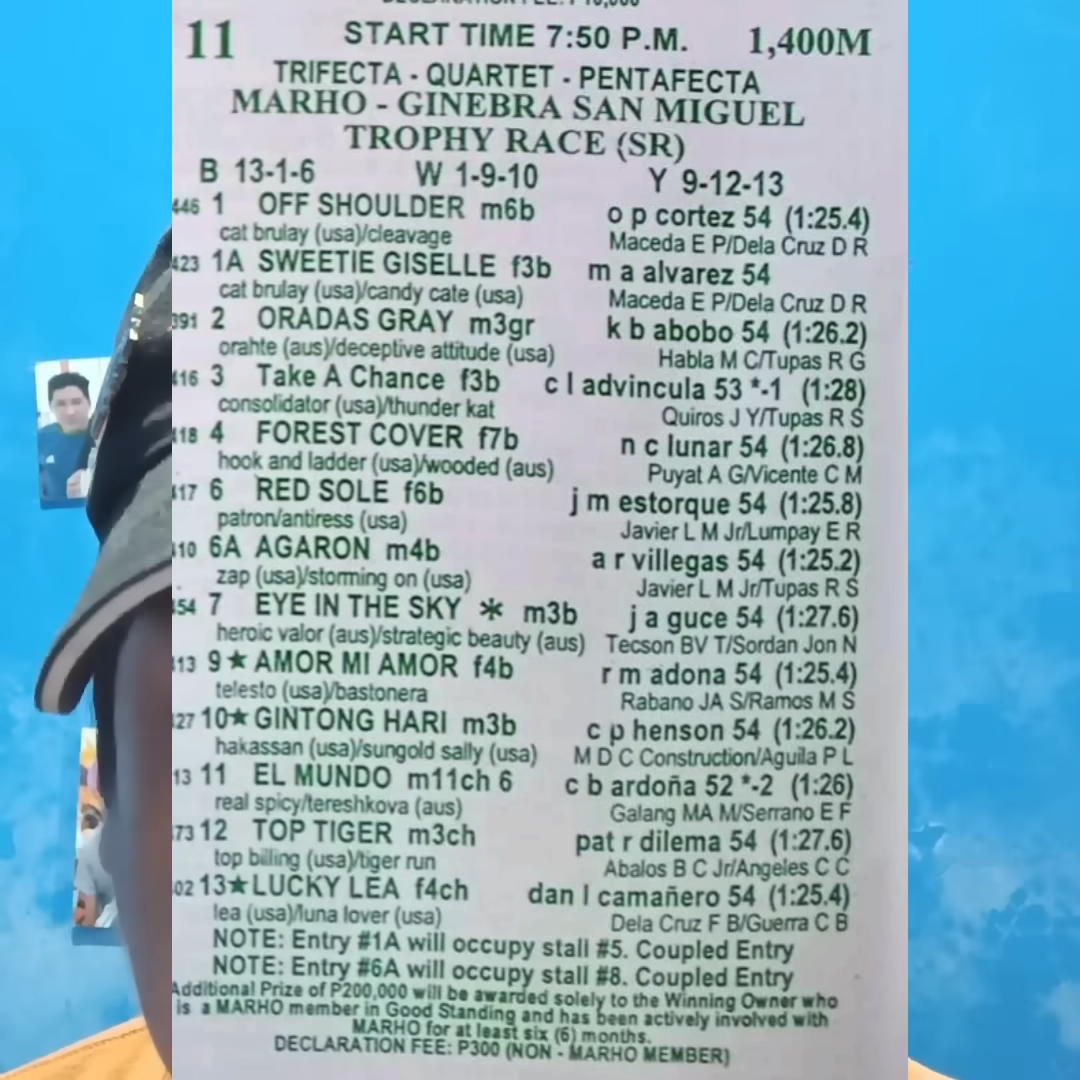 11 START TIME 7:50 P.M. 1,400M
TRIFECTA - QUARTET - PENTAFECTA
MARHO - GINEBRA SAN MIGUEL
TROPHY RACE (SR)
B 13-1-6 W 1-9-10 Y 9-12-13
446 1 OFF SHOULDER m6b o p cortez 54 (1:25.4)
cat brulay (usa)/cleavage Maceda E P/Dela Cruz D R
423 1A SWEETIE GISELLE f3b m a alvarez 54
cat brulay (usa)/candy cate (usa) Maceda E P/Dela Cruz D R
391 2 ORADAS GRAY m3gr k b abobo 54 (1:26.2)
orahte (aus)/deceptive attitude (usa) Habla M C/Tupas R G
416 3 Take A Chance f3b c l advincula 53 *-1 (1:28)
consolidator (usa)/thunder kat Quiros J Y/Tupas R S
418 4 FOREST COVER f7b n c lunar 54 (1:26.8)
hook and ladder (usa)/wooded (aus) Puyat A G/Vicente C M
417 6 RED SOLE f6b j m estorque 54 (1:25.8)
patron/antiress (usa) Javier L M Jr/Lumpay E R
10 6A AGARON m4b a r villegas 54 (1:25.2)
zap (usa)/storming on (usa) Javier L M Jr/Tupas R S
54 7 EYE IN THE SKY * m3b j a guce 54 (1:27.6)
heroic valor (aus)/strategic beauty (aus) Tecson BV T/Sordan Jon N
13 9★ AMOR MI AMOR f4b r m adona 54 (1:25.4)
telesto (usa)/bastonera Rabano JA S/Ramos M S
27 10★ GINTONG HARI m3b c p henson 54 (1:26.2)
hakassan (usa)/sungold sally (usa) M D C Construction/Aguila P L
13 11 EL MUNDO m11ch 6 c b ardoña 52 *-2 (1:26)
real spicy/tereshkova (aus) Galang MA M/Serrano E F
73 12 TOP TIGER m3ch pat r dilema 54 (1:27.6)
top billing (usa)/tiger run Abalos B C Jr/Angeles C C
02 13★ LUCKY LEA f4ch dan l camañero 54 (1:25.4)
lea (usa)/luna lover (usa) Dela Cruz F B/Guerra C B
NOTE: Entry #1A will occupy stall #5. Coupled Entry
NOTE: Entry #6A will occupy stall #8. Coupled Entry
Additional Prize of P200,000 will be awarded solely to the Winning Owner who
is a MARHO member in Good Standing and has been actively involved with
MARHO for at least six (6) months.
DECLARATION FEE: P300 (NON - MARHO MEMBER)